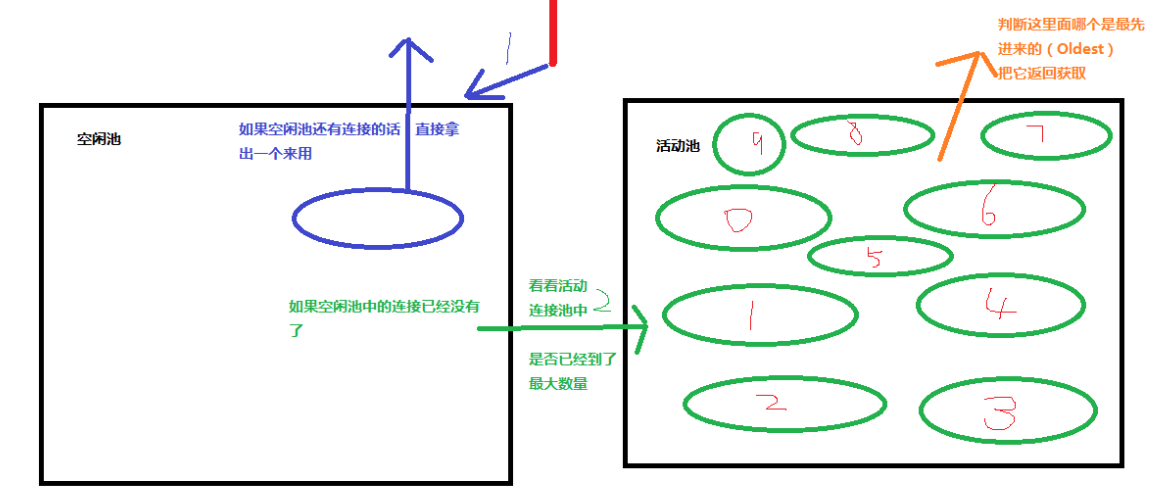 判断这里面哪个是最先
进来的（Oldest）
把它返回获取
1
空闲池
如果空闲池还有连接的话 直接拿
出一个来用
如果空闲池中的连接已经没有
了
看看活动
连接池中 2
是否已经到了
最大数量
活动池
9
8
7
0
6
5
1
4
2
3